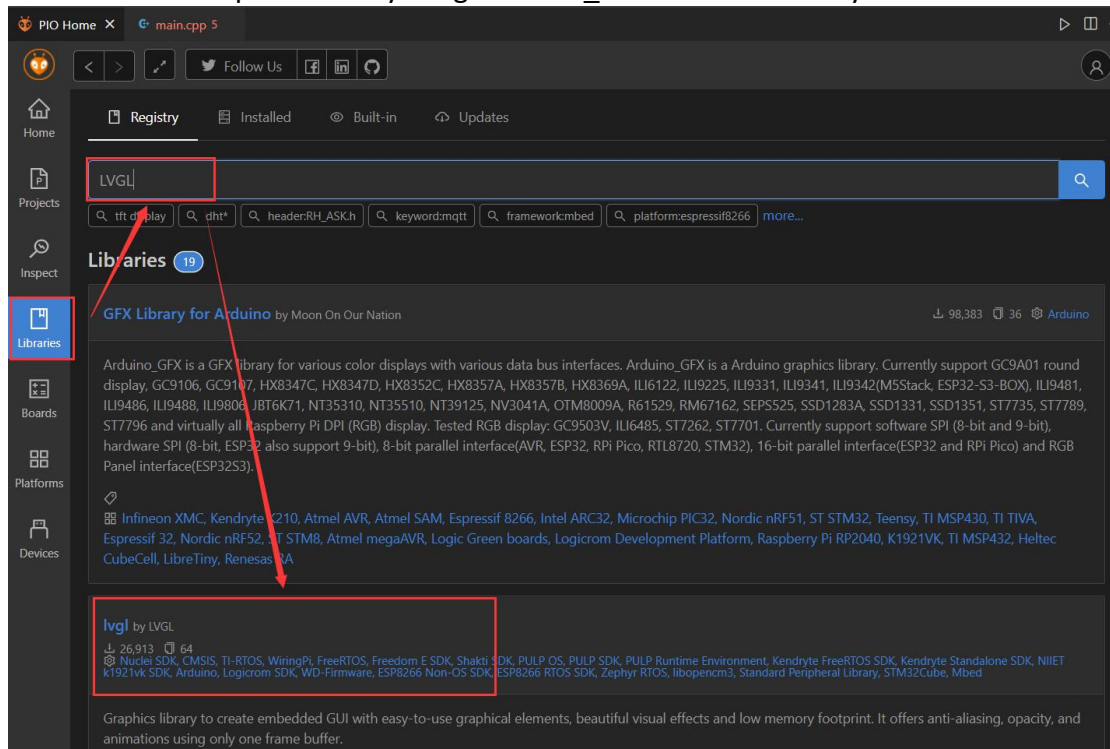 PIO Home
main.cpp 5
Follow Us
Home
Projects
Inspect
Libraries
Boards
Platforms
Devices
Registry
Installed
Built-in
Updates
LVGL
tft display
dht*
header:RH_ASK.h
keyword:mqtt
framework:mbed
platform:espressif8266
more...
Libraries 19
GFX Library for Arduino by Moon On Our Nation
98,383 36 Arduino
Arduino_GFX is a GFX library for various color displays with various data bus interfaces. Arduino_GFX is a Arduino graphics library. Currently support GC9A01 round
display, GC9106, GC9107, HX8347C, HX8347D, HX8352C, HX8357A, HX8357B, HX8369A, ILI6122, ILI9225, ILI9331, ILI9341, ILI9342(M5Stack, ESP32-S3-BOX), ILI9481,
ILI9486, ILI9488, ILI9806, JBT6K71, NT35310, NT35510, NT39125, NV3041A, OTM8009A, R61529, RM67162, SEPS525, SSD1283A, SSD1331, SSD1351, ST7735, ST7789,
ST7796 and virtually all Raspberry Pi DPI (RGB) display. Tested RGB display: GC9503V, ILI6485, ST7262, ST7701. Currently support software SPI (8-bit and 9-bit),
hardware SPI (8-bit, ESP32 also support 9-bit), 8-bit parallel interface(AVR, ESP32, RPi Pico, RTL8720, STM32), 16-bit parallel interface(ESP32 and RPi Pico) and RGB
Panel interface(ESP32S3).
Infineon XMC, Kendryte K210, Atmel AVR, Atmel SAM, Espressif 8266, Intel ARC32, Microchip PIC32, Nordic nRF51, ST STM32, Teensy, TI MSP430, TI TIVA,
Espressif 32, Nordic nRF52, ST STM8, Atmel megaAVR, Logic Green boards, Logicrom Development Platform, Raspberry Pi RP2040, K1921VK, TI MSP432, Heltec
CubeCell, LibreTiny, Renesas RA
lvgl by LVGL
26,913 64
Nuclei SDK, CMSIS, TI-RTOS, WiringPi, FreeRTOS, Freedom E SDK, Shakti SDK, PULP OS, PULP SDK, PULP Runtime Environment, Kendryte FreeRTOS SDK, Kendryte Standalone SDK, NIIET
k1921vk SDK, Arduino, Logicrom SDK, WD-Firmware, ESP8266 Non-OS SDK, ESP8266 RTOS SDK, Zephyr RTOS, libopencm3, Standard Peripheral Library, STM32Cube, Mbed
Graphics library to create embedded GUI with easy-to-use graphical elements, beautiful visual effects and low memory footprint. It offers anti-aliasing, opacity, and
animations using only one frame buffer.